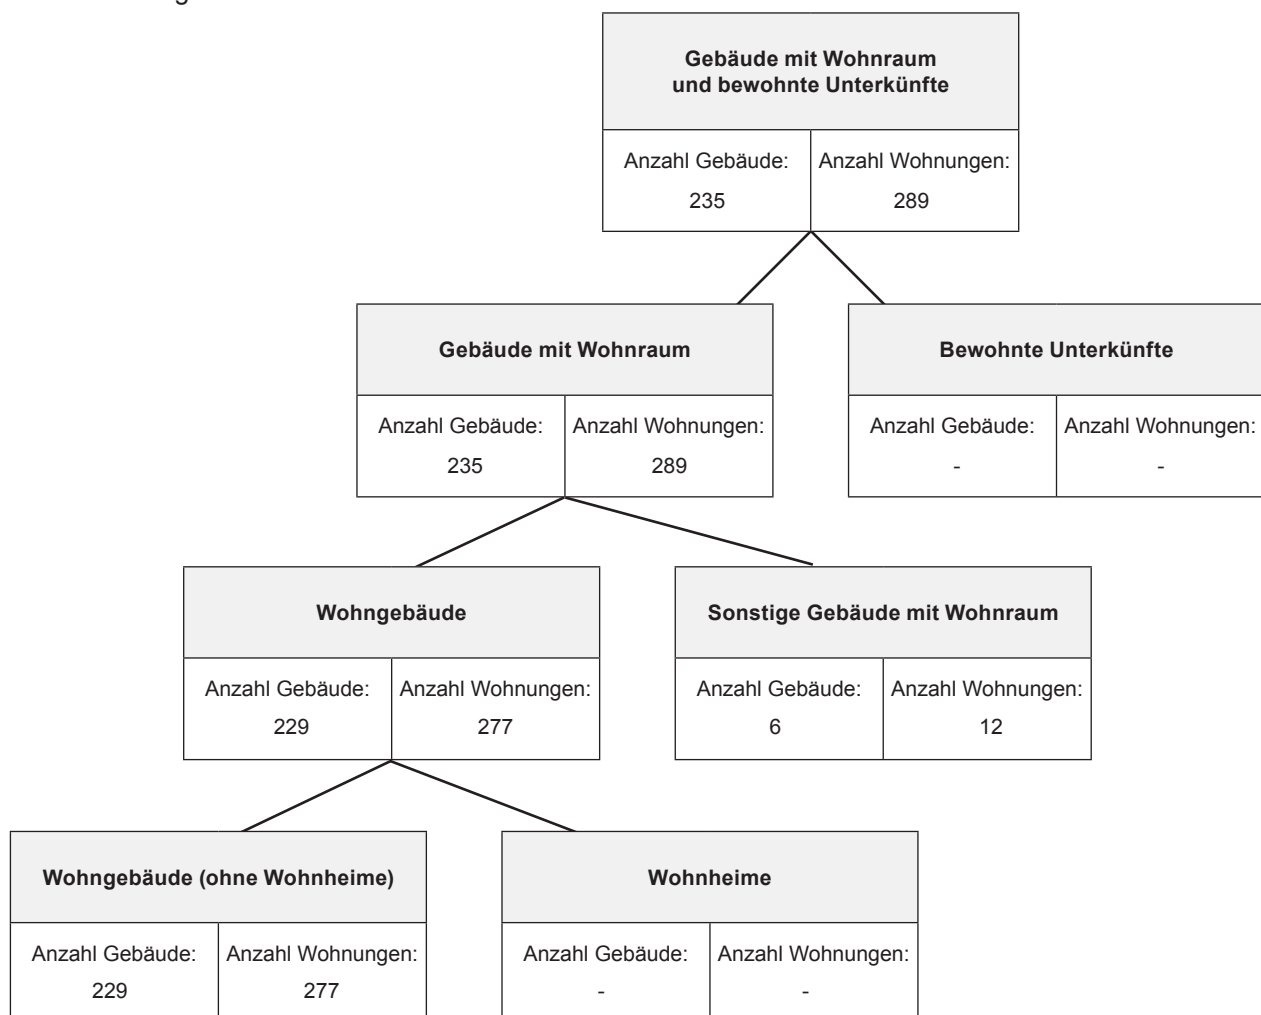 Gebäude mit Wohnraum
und bewohnte Unterkünfte
Anzahl Gebäude: Anzahl Wohnungen:
235 289
Gebäude mit Wohnraum Bewohnte Unterkünfte
Anzahl Gebäude: Anzahl Wohnungen: Anzahl Gebäude: Anzahl Wohnungen:
235 289 - -
Wohngebäude Sonstige Gebäude mit Wohnraum
Anzahl Gebäude: Anzahl Wohnungen: Anzahl Gebäude: Anzahl Wohnungen:
229 277 6 12
Wohngebäude (ohne Wohnheime) Wohnheime
Anzahl Gebäude: Anzahl Wohnungen: Anzahl Gebäude: Anzahl Wohnungen:
229 277 - -